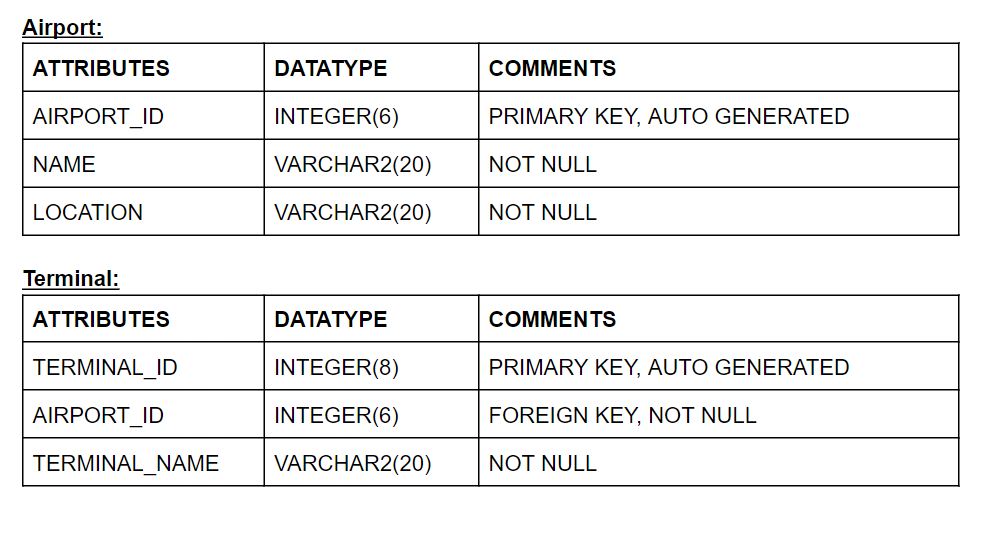 Airport:
ATTRIBUTES DATATYPE COMMENTS
AIRPORT_ID INTEGER(6) PRIMARY KEY, AUTO GENERATED
NAME VARCHAR2(20) NOT NULL
LOCATION VARCHAR2(20) NOT NULL
Terminal:
ATTRIBUTES DATATYPE COMMENTS
TERMINAL_ID INTEGER(8) PRIMARY KEY, AUTO GENERATED
AIRPORT_ID INTEGER(6) FOREIGN KEY, NOT NULL
TERMINAL_NAME VARCHAR2(20) NOT NULL